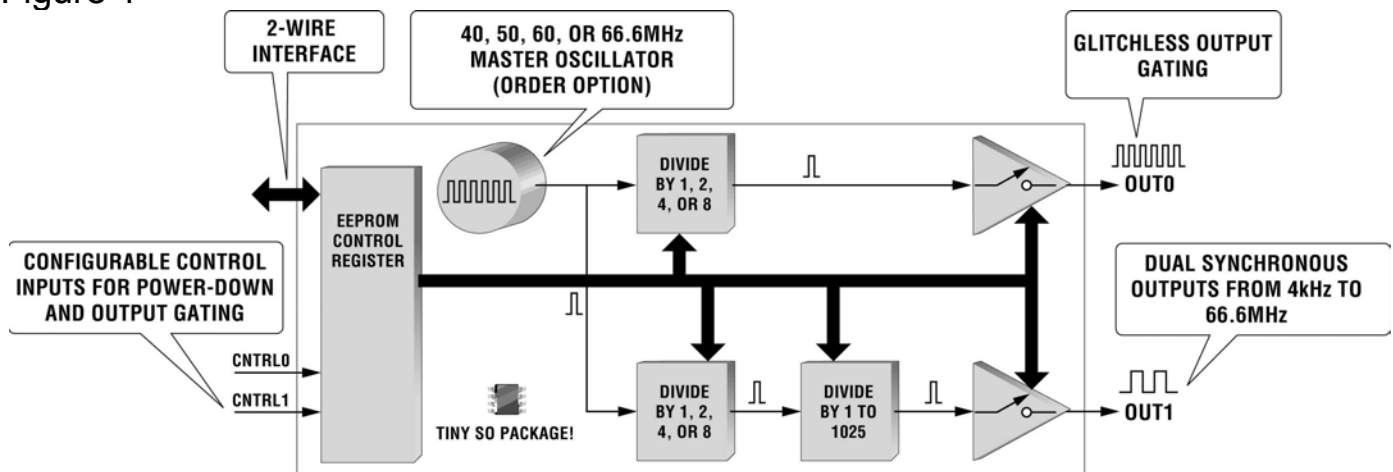 2-WIRE
INTERFACE
40, 50, 60, OR 66.6MHz
MASTER OSCILLATOR
(ORDER OPTION)
GLITCHLESS OUTPUT
GATING
DIVIDE
BY 1, 2,
4, OR 8
OUT0
EEPROM
CONTROL
REGISTER
CONFIGURABLE CONTROL
INPUTS FOR POWER-DOWN
AND OUTPUT GATING
DUAL SYNCHRONOUS
OUTPUTS FROM 4kHz TO
66.6MHz
CNTRL0
CNTRL1
TINY SO PACKAGE!
DIVIDE
BY 1, 2,
4, OR 8
DIVIDE
BY 1 TO
1025
OUT1